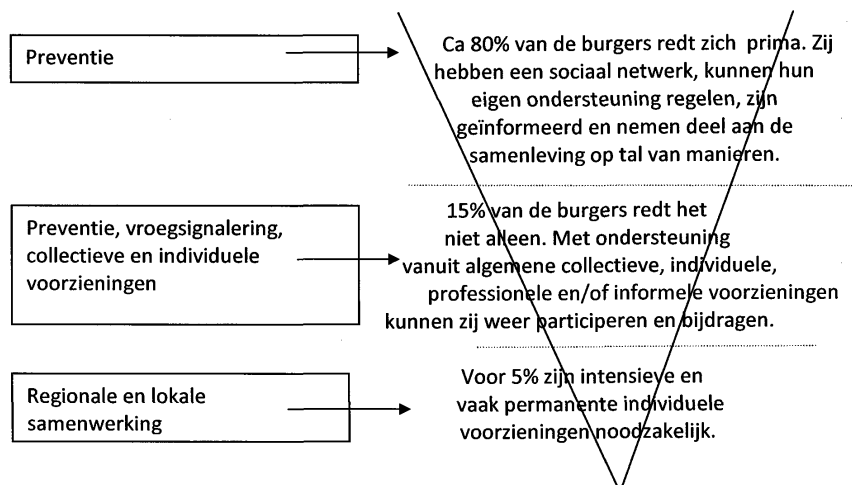 Preventie
Ca 80% van de burgers redt zich prima. Zij
hebben een sociaal netwerk, kunnen hun
eigen ondersteuning regelen, zijn
geïnformeerd en nemen deel aan de
samenleving op tal van manieren.
Preventie, vroegsignalering,
collectieve en individuele
voorzieningen
15% van de burgers redt het
niet alleen. Met ondersteuning
vanuit algemene collectieve, individuele,
professionele en/of informele voorzieningen
kunnen zij weer participeren en bijdragen.
Regionale en lokale
samenwerking
Voor 5% zijn intensieve en
vaak permanente individuele
voorzieningen noodzakelijk.